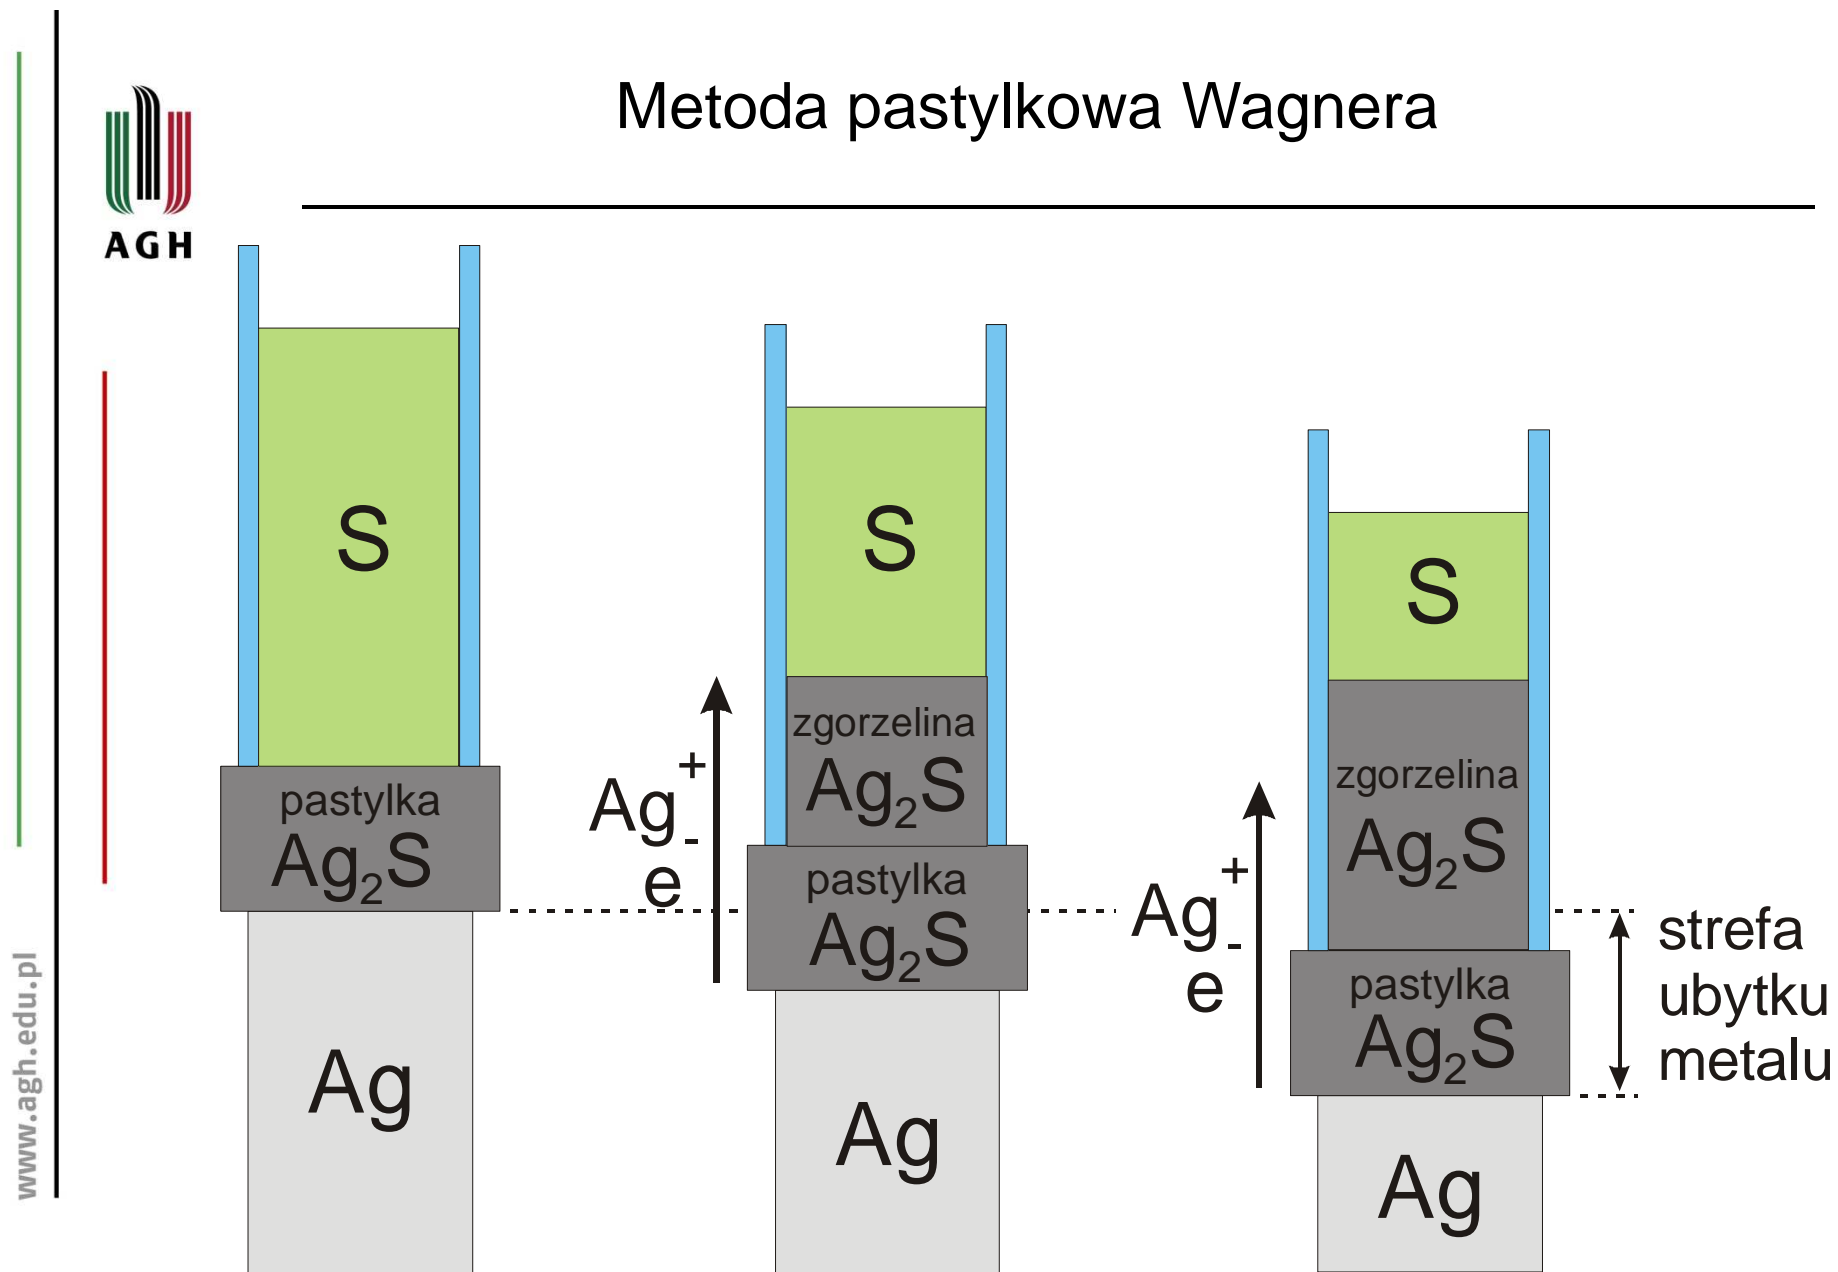 Metoda pastylkowa Wagnera
AGH
www.agh.edu.pl
S
pastylka
Ag₂S
Ag
S
zgorzelina
Ag₂S
Ag⁺
e⁻
pastylka
Ag₂S
Ag
S
zgorzelina
Ag₂S
Ag⁺
e⁻
pastylka
Ag₂S
Ag
strefa
ubytku
metalu